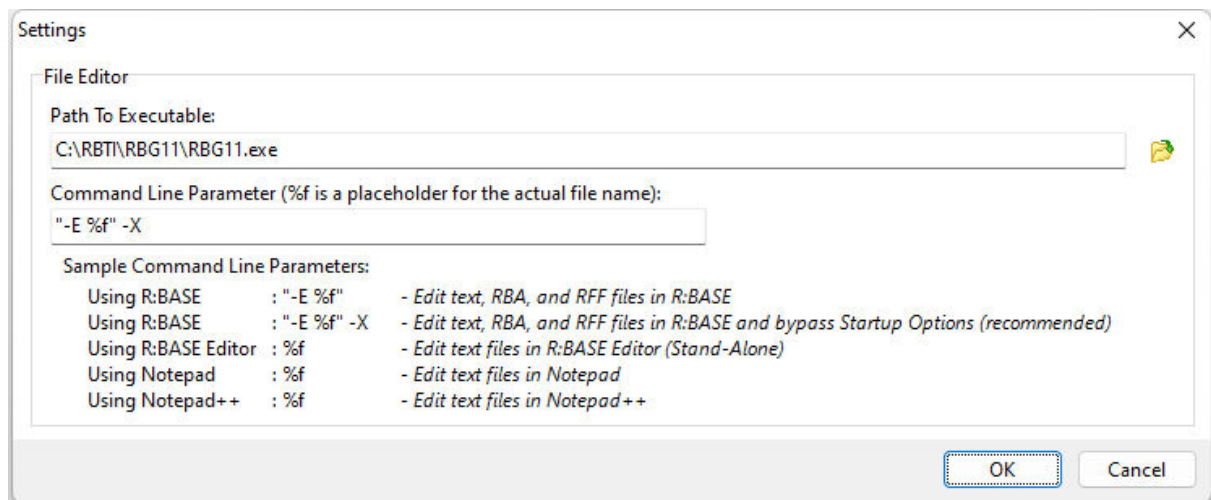 Settings
File Editor
Path To Executable:
C:\RBTI\RBG11\RBG11.exe
Command Line Parameter (%f is a placeholder for the actual file name):
"-E %f" -X
Sample Command Line Parameters:
Using R:BASE : "-E %f" - Edit text, RBA, and RFF files in R:BASE
Using R:BASE : "-E %f" -X - Edit text, RBA, and RFF files in R:BASE and bypass Startup Options (recommended)
Using R:BASE Editor : %f - Edit text files in R:BASE Editor (Stand-Alone)
Using Notepad : %f - Edit text files in Notepad
Using Notepad++ : %f - Edit text files in Notepad++
OK Cancel